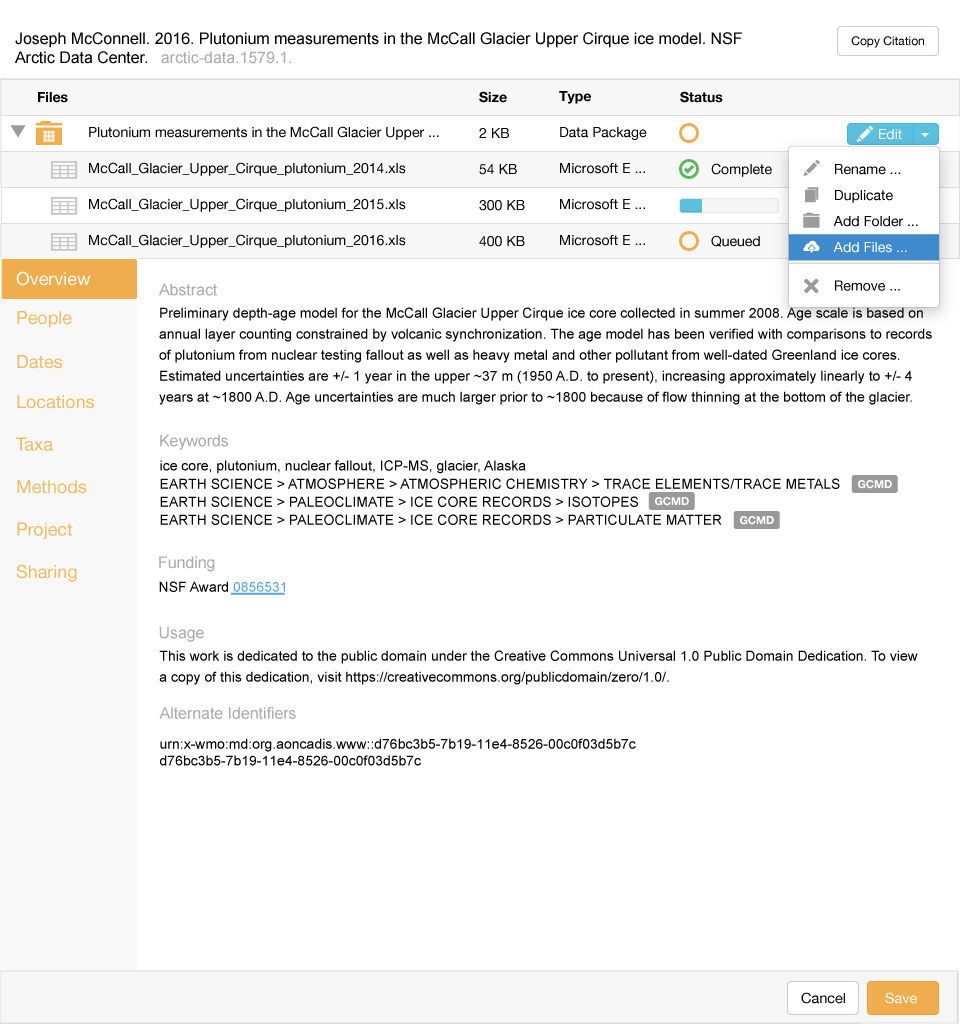 Joseph McConnell. 2016. Plutonium measurements in the McCall Glacier Upper Cirque ice model. NSF
Arctic Data Center. arctic-data.1579.1.
Copy Citation
Files Size Type Status
Plutonium measurements in the McCall Glacier Upper ... 2 KB Data Package Edit
McCall_Glacier_Upper_Cirque_plutonium_2014.xls 54 KB Microsoft E ... Complete
McCall_Glacier_Upper_Cirque_plutonium_2015.xls 300 KB Microsoft E ...
McCall_Glacier_Upper_Cirque_plutonium_2016.xls 400 KB Microsoft E ... Queued
Rename ...
Duplicate
Add Folder ...
Add Files ...
Remove ...
Overview
People
Dates
Locations
Taxa
Methods
Project
Sharing
Abstract
Preliminary depth-age model for the McCall Glacier Upper Cirque ice core collected in summer 2008. Age scale is based on
annual layer counting constrained by volcanic synchronization. The age model has been verified with comparisons to records
of plutonium from nuclear testing fallout as well as heavy metal and other pollutant from well-dated Greenland ice cores.
Estimated uncertainties are +/- 1 year in the upper ~37 m (1950 A.D. to present), increasing approximately linearly to +/- 4
years at ~1800 A.D. Age uncertainties are much larger prior to ~1800 because of flow thinning at the bottom of the glacier.
Keywords
ice core, plutonium, nuclear fallout, ICP-MS, glacier, Alaska
EARTH SCIENCE > ATMOSPHERE > ATMOSPHERIC CHEMISTRY > TRACE ELEMENTS/TRACE METALS GCMD
EARTH SCIENCE > PALEOCLIMATE > ICE CORE RECORDS > ISOTOPES GCMD
EARTH SCIENCE > PALEOCLIMATE > ICE CORE RECORDS > PARTICULATE MATTER GCMD
Funding
NSF Award 0856531
Usage
This work is dedicated to the public domain under the Creative Commons Universal 1.0 Public Domain Dedication. To view
a copy of this dedication, visit https://creativecommons.org/publicdomain/zero/1.0/.
Alternate Identifiers
urn:x-wmo:md:org.aoncadis.www::d76bc3b5-7b19-11e4-8526-00c0f03d5b7c
d76bc3b5-7b19-11e4-8526-00c0f03d5b7c
Cancel Save